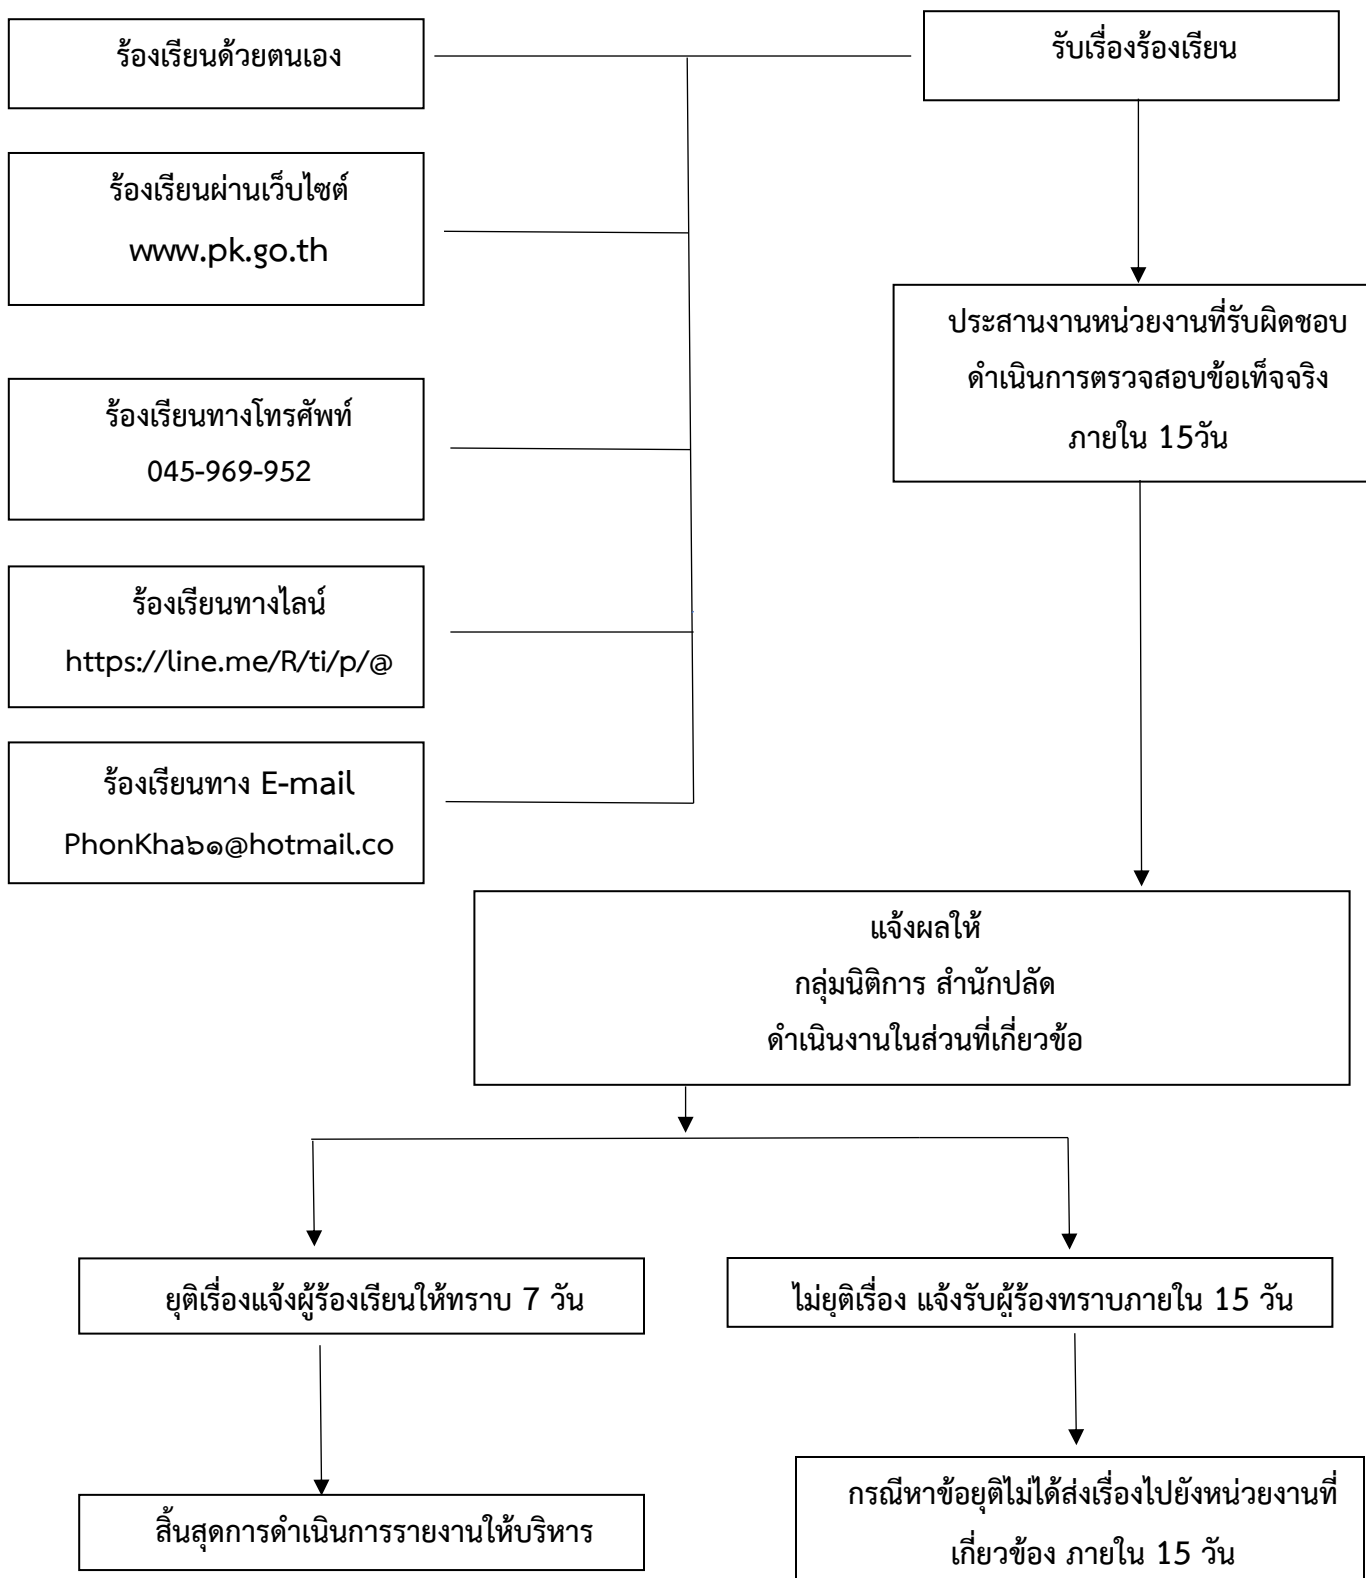 ร้องเรียนด้วยตนเอง
รับเรื่องร้องเรียน
ร้องเรียนผ่านเว็บไซต์
www.pk.go.th
ประสานงานหน่วยงานที่รับผิดชอบ
ดำเนินการตรวจสอบข้อเท็จจริง
ภายใน 15วัน
ร้องเรียนทางโทรศัพท์
045-969-952
ร้องเรียนทางไลน์
https://line.me/R/ti/p/@
ร้องเรียนทาง E-mail
PhonKha๖๑@hotmail.co
แจ้งผลให้
กลุ่มนิติการ สำนักปลัด
ดำเนินงานในส่วนที่เกี่ยวข้อ
ยุติเรื่องแจ้งผู้ร้องเรียนให้ทราบ 7 วัน
ไม่ยุติเรื่อง แจ้งรับผู้ร้องทราบภายใน 15 วัน
สิ้นสุดการดำเนินการรายงานให้บริหาร
กรณีหาข้อยุติไม่ได้ส่งเรื่องไปยังหน่วยงานที่
เกี่ยวข้อง ภายใน 15 วัน